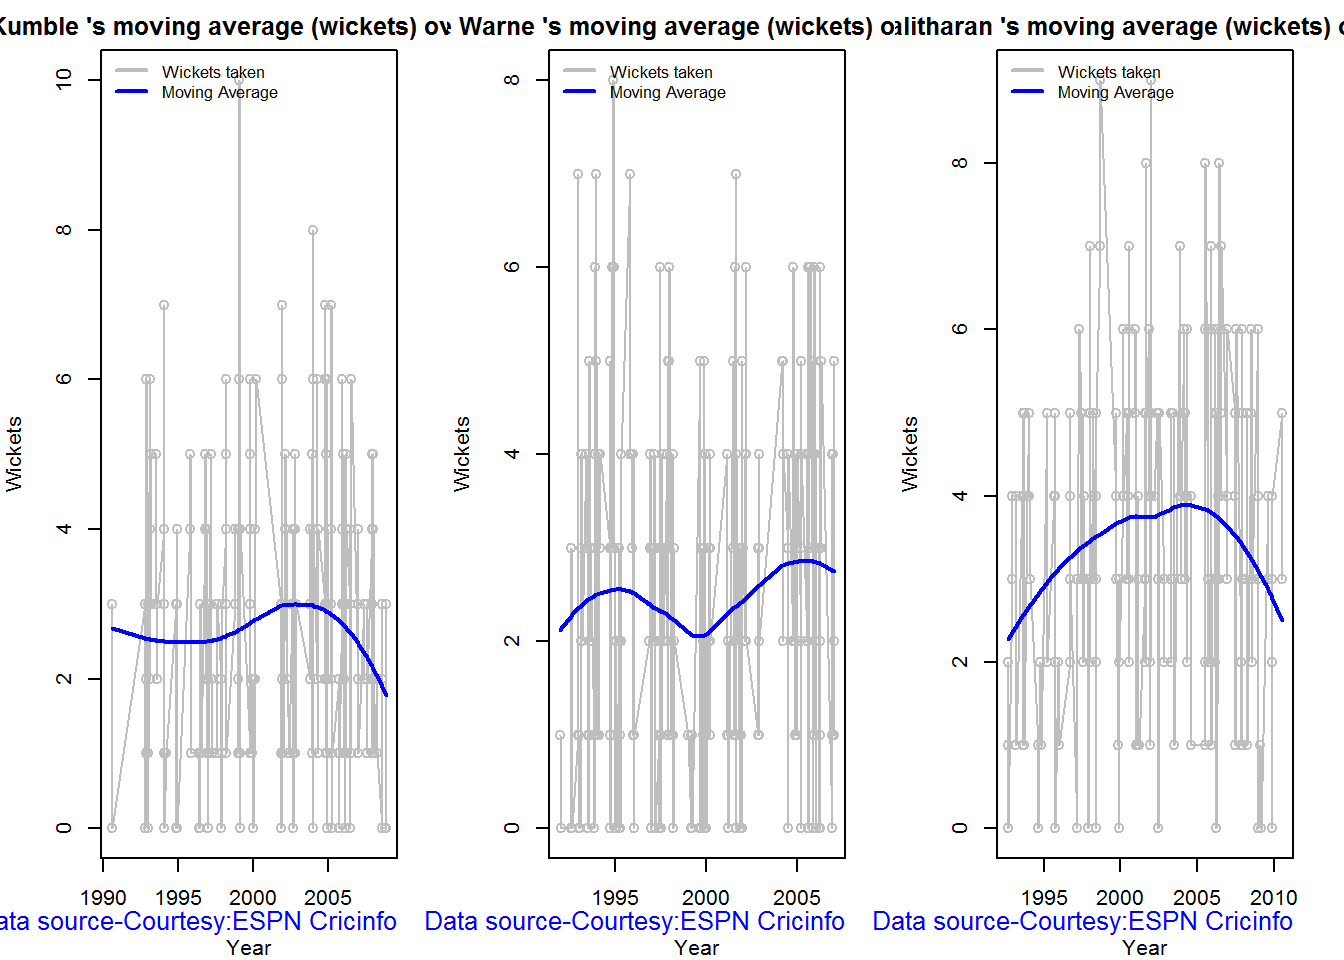 Kumble 's moving average (wickets) ov
Warne 's moving average (wickets) o
alitharan 's moving average (wickets) o
Wickets taken
Moving Average
Wickets
0
2
4
6
8
10
1990 1995 2000 2005
ata source-Courtesy:ESPN Cricinfo
Year
Wickets taken
Moving Average
Wickets
0
2
4
6
8
1995 2000 2005
Data source-Courtesy:ESPN Cricinfo
Year
Wickets taken
Moving Average
Wickets
0
2
4
6
8
1995 2000 2005 2010
Data source-Courtesy:ESPN Cricinfo
Year